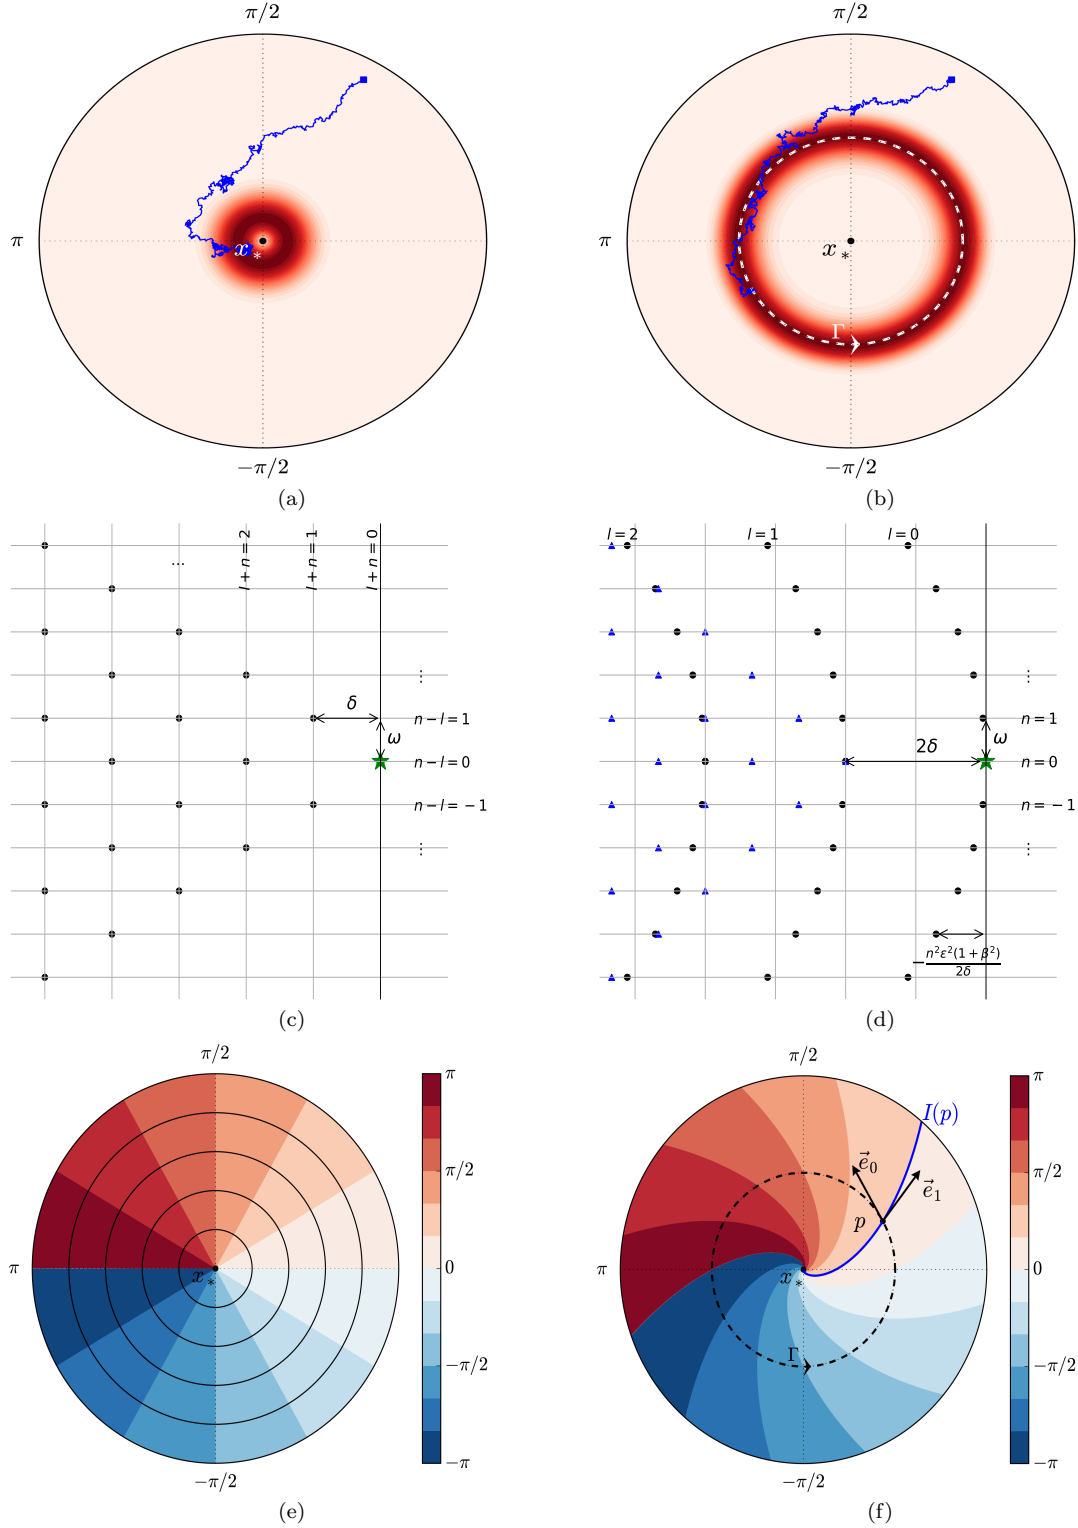 π/2 π/2
π x* π x* Γ
−π/2 −π/2
(a) (b)
... l+n=2 l+n=1 l+n=0
δ
⋮
n−l=1
ω
n−l=0
n−l=−1
⋮
(c)
l=2 l=1 l=0
⋮
n=1
ω
2δ
n=0
n=−1
⋮
−n²ε²(1+β²)/2δ
(d)
π/2
π
x*
−π/2
π
π/2
0
−π/2
−π
(e)
π/2
I(p)
e⃗₀
e⃗₁
p
π
x*
Γ
−π/2
π
π/2
0
−π/2
−π
(f)